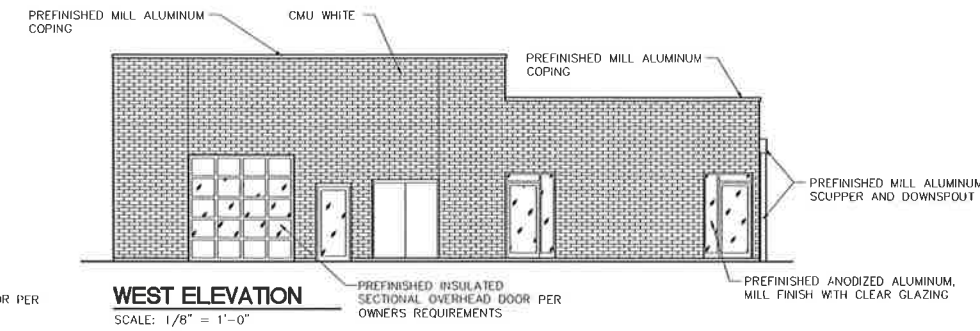 PREFINISHED MILL ALUMINUM
COPING
CMU WHITE
PREFINISHED MILL ALUMINUM
COPING
PREFINISHED MILL ALUMINUM
SCUPPER AND DOWNSPOUT
PREFINISHED ANODIZED ALUMINUM,
MILL FINISH WITH CLEAR GLAZING
PREFINISHED INSULATED
SECTIONAL OVERHEAD DOOR PER
OWNERS REQUIREMENTS
OR PER
WEST ELEVATION
SCALE: 1/8" = 1'-0"